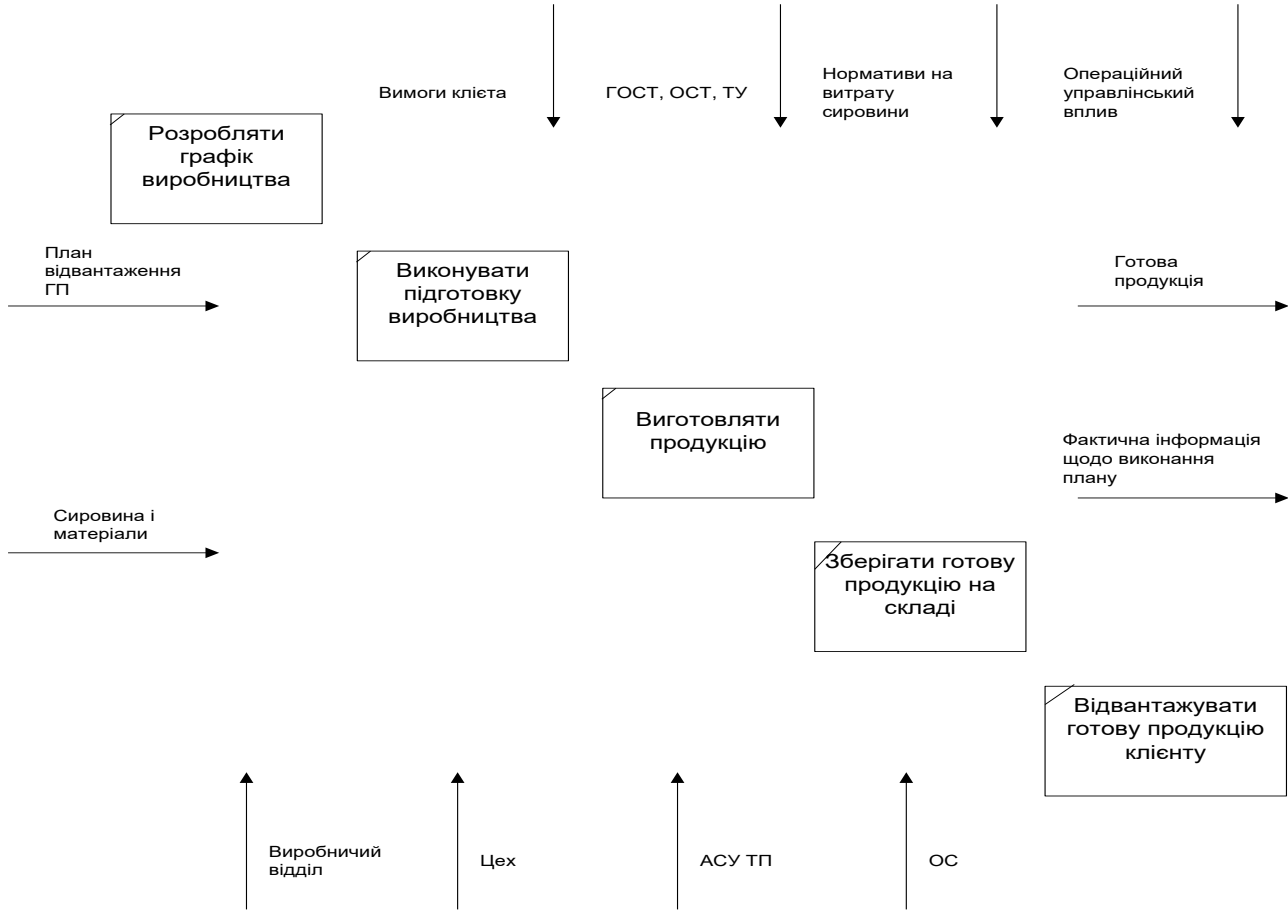 Вимоги клієта
ГОСТ, ОСТ, ТУ
Нормативи на
витрату
сировини
Операційний
управлінський
вплив
Розробляти
графік
виробництва
План
відвантаження
ГП
Виконувати
підготовку
виробництва
Готова
продукція
Виготовляти
продукцію
Фактична інформація
щодо виконання
плану
Сировина і
матеріали
Зберігати готову
продукцію на
складі
Відвантажувати
готову продукцію
клієнту
Виробничий
відділ
Цех
АСУ ТП
ОС